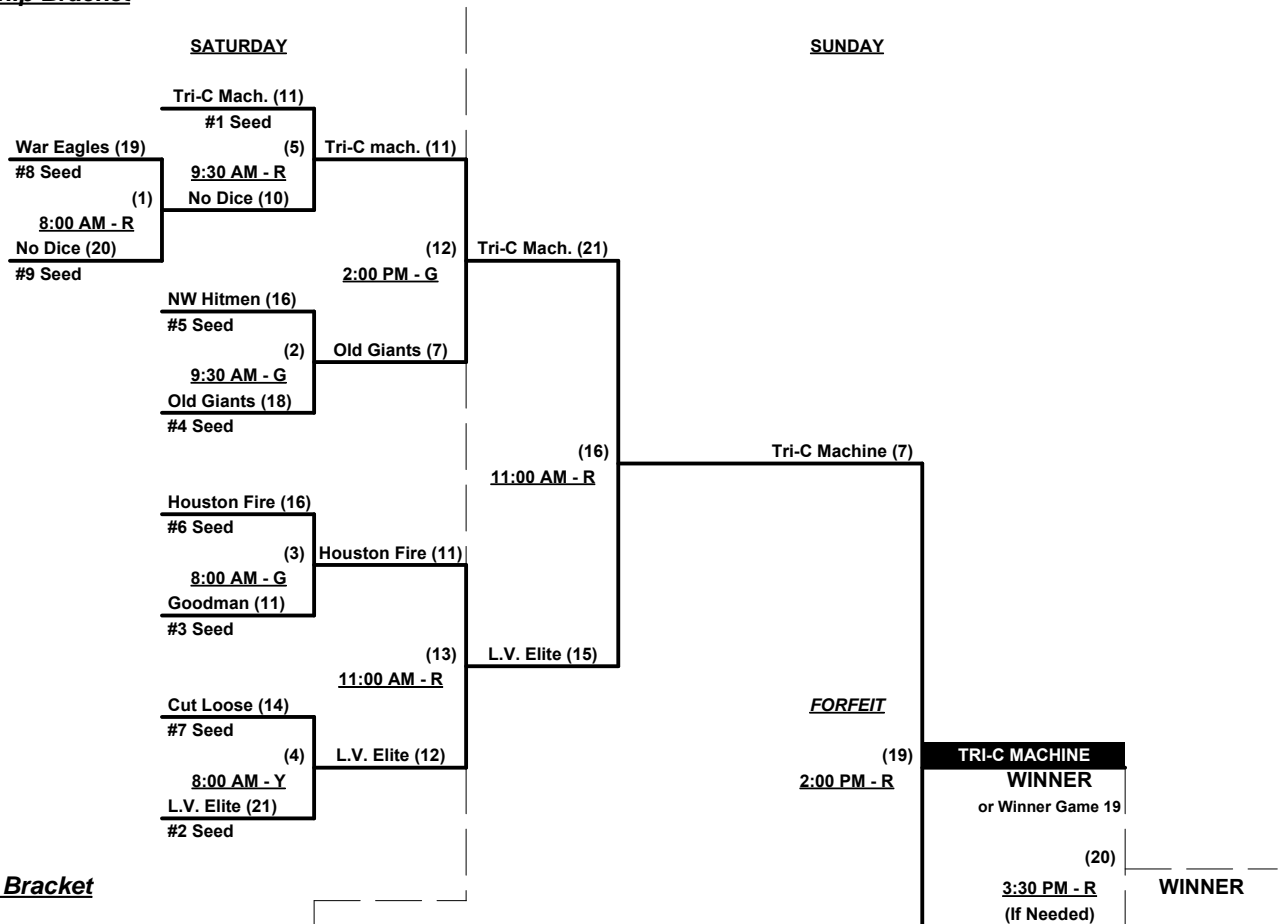 Bracket
SATURDAY
SUNDAY
Tri-C Mach. (11)
#1 Seed
War Eagles (19)
(5)
Tri-C mach. (11)
#8 Seed
9:30 AM - R
(1)
No Dice (10)
8:00 AM - R
No Dice (20)
(12)
Tri-C Mach. (21)
#9 Seed
2:00 PM - G
NW Hitmen (16)
#5 Seed
(2)
Old Giants (7)
9:30 AM - G
Old Giants (18)
#4 Seed
(16)
Tri-C Machine (7)
11:00 AM - R
Houston Fire (16)
#6 Seed
(3)
Houston Fire (11)
8:00 AM - G
Goodman (11)
#3 Seed
(13)
L.V. Elite (15)
11:00 AM - R
Cut Loose (14)
FORFEIT
#7 Seed
(4)
L.V. Elite (12)
(19)
TRI-C MACHINE
8:00 AM - Y
2:00 PM - R
WINNER
L.V. Elite (21)
or Winner Game 19
#2 Seed
(20)
Bracket
3:30 PM - R
WINNER
(If Needed)